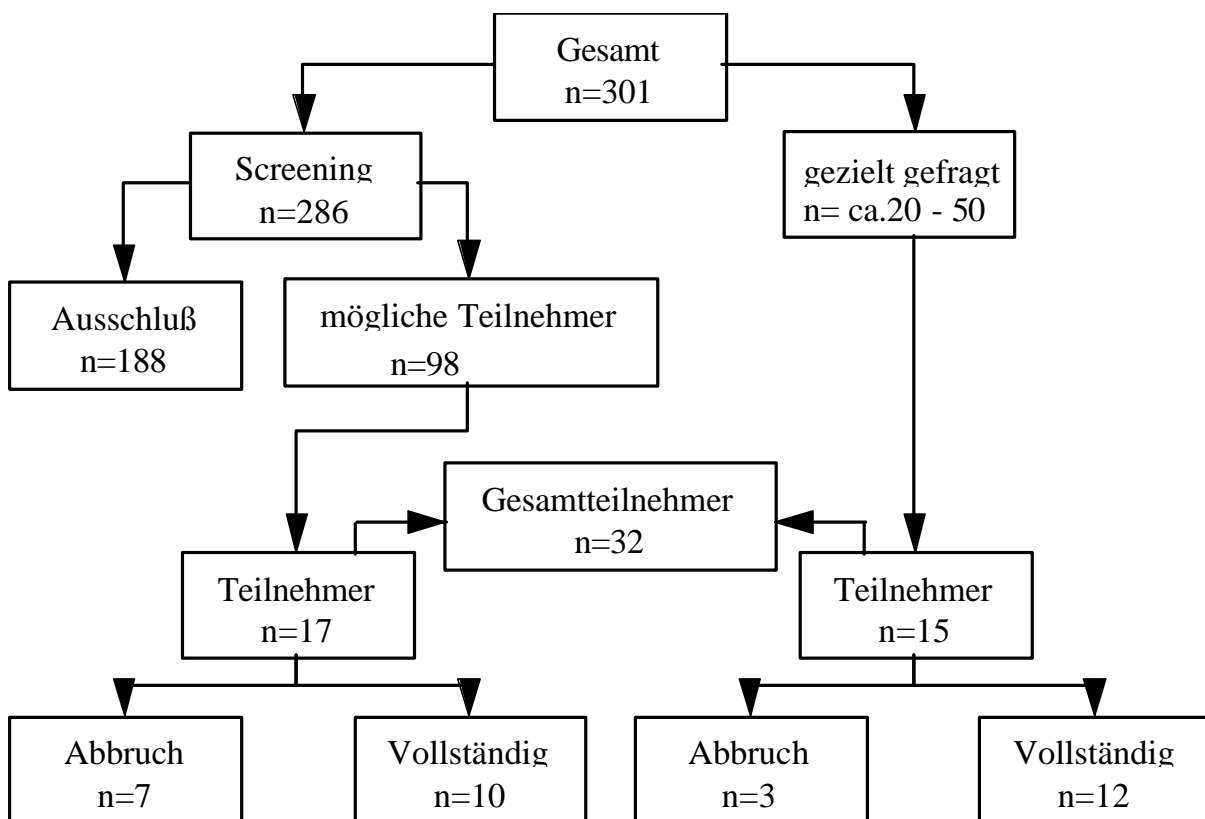 Gesamt
n=301
Screening
n=286
gezielt gefragt
n= ca.20 - 50
Ausschluß
n=188
mögliche Teilnehmer
n=98
Gesamtteilnehmer
n=32
Teilnehmer
n=17
Teilnehmer
n=15
Abbruch
n=7
Vollständig
n=10
Abbruch
n=3
Vollständig
n=12